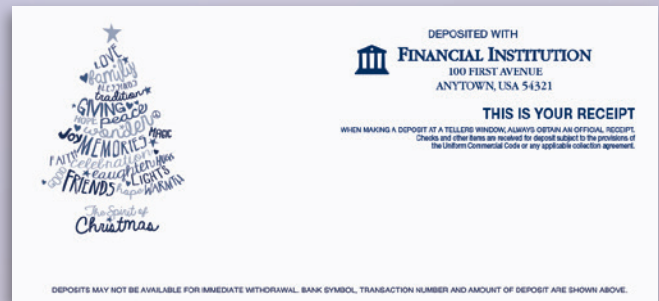 LOVE
family
BLESSINGS
tradition
GIVING
HOPE peace
wonder
Joy MAGIC
MEMORIES
FAITH celebration
GOOD laughter HUGS
FRIENDS LIGHTS
hope WARMTH
The Spirit of
Christmas
DEPOSITED WITH
FINANCIAL INSTITUTION
100 FIRST AVENUE
ANYTOWN, USA 54321
THIS IS YOUR RECEIPT
WHEN MAKING A DEPOSIT AT A TELLERS WINDOW, ALWAYS OBTAIN AN OFFICIAL RECEIPT.
Checks and other items are received for deposit subject to the provisions of
the Uniform Commercial Code or any applicable collection agreement.
DEPOSITS MAY NOT BE AVAILABLE FOR IMMEDIATE WITHDRAWAL. BANK SYMBOL, TRANSACTION NUMBER AND AMOUNT OF DEPOSIT ARE SHOWN ABOVE.